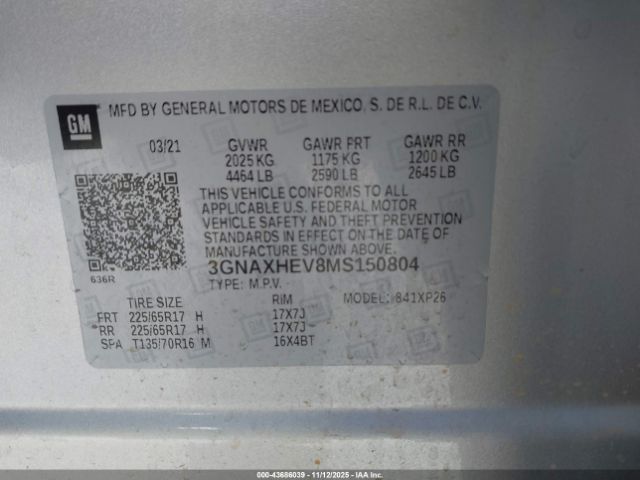 GM
MFD BY GENERAL MOTORS DE MEXICO, S. DE R.L. DE C.V.
03/21 GVWR GAWR FRT GAWR RR
2025 KG 1175 KG 1200 KG
4464 LB 2590 LB 2645 LB
THIS VEHICLE CONFORMS TO ALL
APPLICABLE U.S. FEDERAL MOTOR
VEHICLE SAFETY AND THEFT PREVENTION
STANDARDS IN EFFECT ON THE DATE OF
MANUFACTURE SHOWN ABOVE.
3GNAXHEV8MS150804
636R TYPE: M.P.V. MODEL: 841XP26
TIRE SIZE RIM
FRT 225/65R17 H 17X7J
RR 225/65R17 H 17X7J
SPA T135/70R16 M 16X4BT
000-43686039 - 11/12/2025 - IAAI.COM